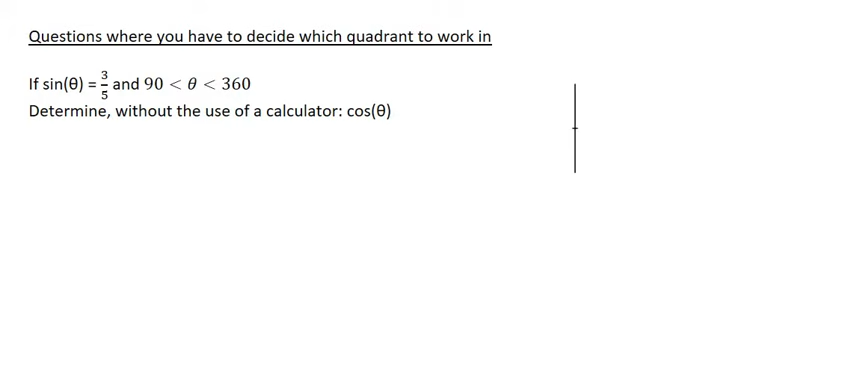 Questions where you have to decide which quadrant to work in
If sin(θ) = 3/5 and 90 < θ < 360
Determine, without the use of a calculator: cos(θ)